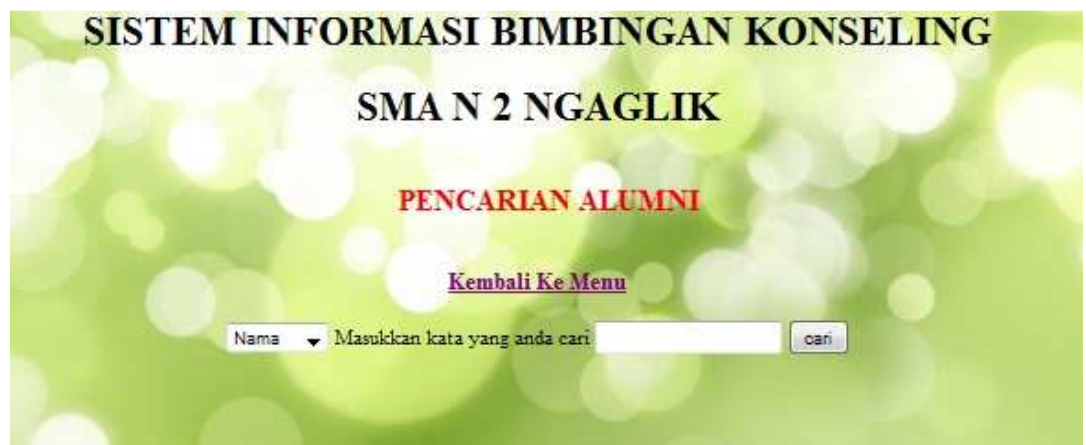 SISTEM INFORMASI BIMBINGAN KONSELING
SMA N 2 NGAGLIK
PENCARIAN ALUMNI
Kembali Ke Menu
Nama Masukkan kata yang anda cari cari